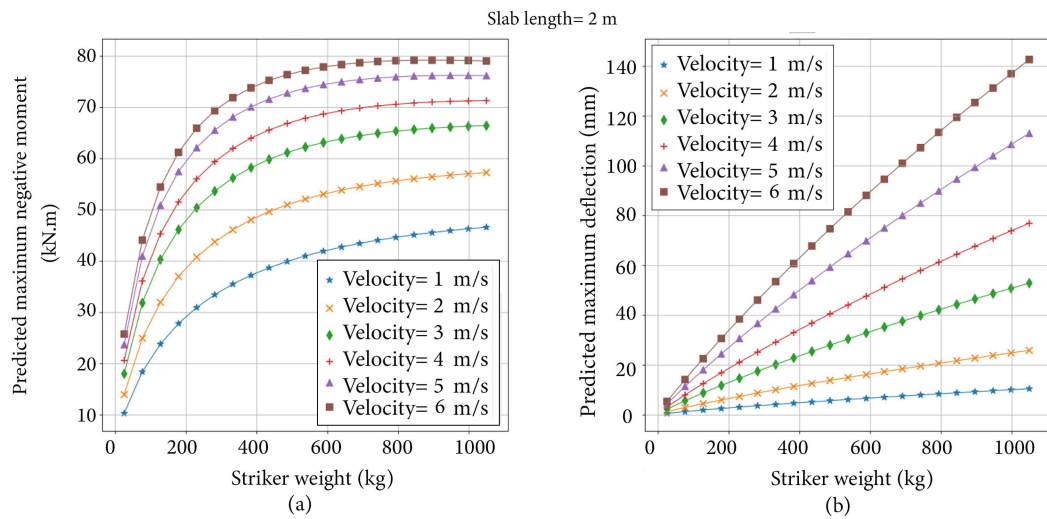 Slab length= 2 m
Predicted maximum negative moment
(kN.m)
80
70
60
50
40
30
20
10
0
200
400
600
800
1000
Velocity= 1 m/s
Velocity= 2 m/s
Velocity= 3 m/s
Velocity= 4 m/s
Velocity= 5 m/s
Velocity= 6 m/s
Striker weight (kg)
(a)
Predicted maximum deflection (mm)
140
120
100
80
60
40
20
0
0
200
400
600
800
1000
Velocity= 1 m/s
Velocity= 2 m/s
Velocity= 3 m/s
Velocity= 4 m/s
Velocity= 5 m/s
Velocity= 6 m/s
Striker weight (kg)
(b)